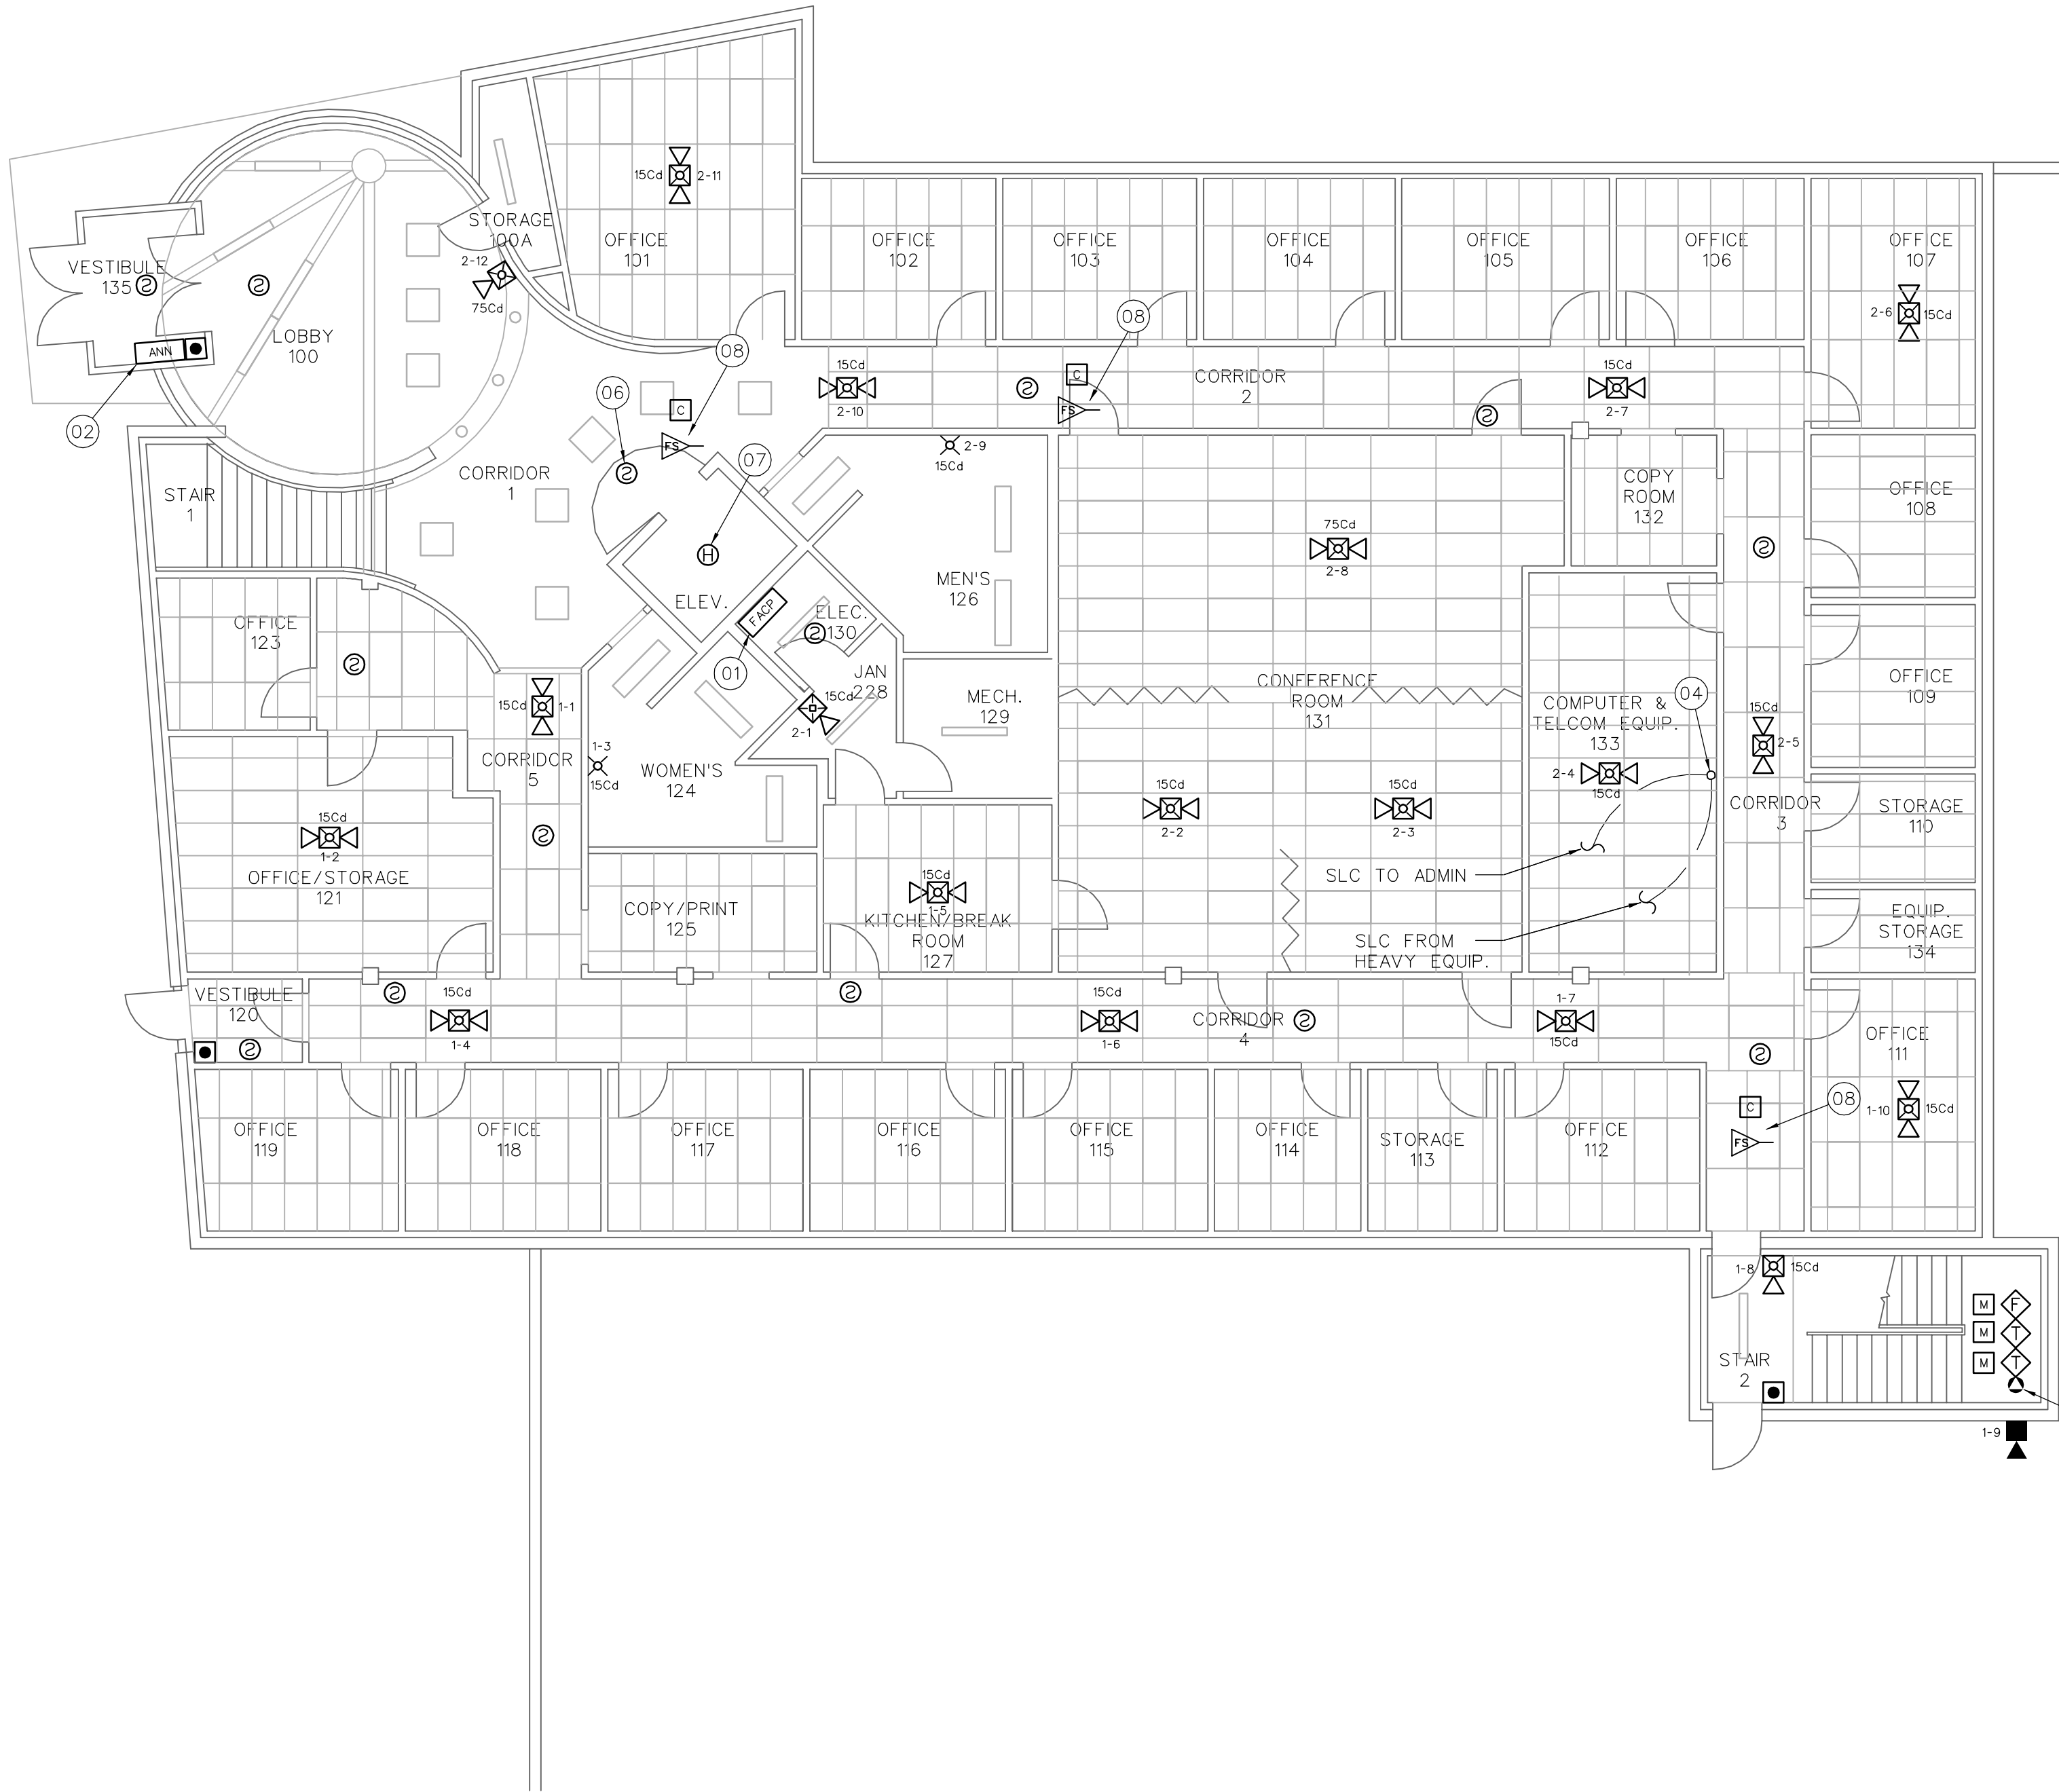 15Cd
2-11
STORAGE
100A
OFFICE
101
OFFICE
102
OFFICE
103
OFFICE
104
OFFICE
105
OFFICE
106
OFFICE
107
2-12
75Cd
VESTIBULE
135
S
S
LOBBY
100
ANN
02
2-6
15Cd
08
08
06
C
FS
S
07
15Cd
2-10
S
C
FS
CORRIDOR
2
S
15Cd
2-7
2-9
15Cd
STAIR
1
CORRIDOR
1
H
ELEV.
FACP
01
ELEC.
130
S
MEN'S
126
75Cd
2-8
COPY
ROOM
132
S
OFFICE
108
OFFICE
123
S
JAN
228
15Cd
2-1
MECH.
129
CONFERENCE
ROOM
131
COMPUTER &
TELCOM EQUIP.
133
04
OFFICE
109
15Cd
1-1
CORRIDOR
5
1-3
15Cd
WOMEN'S
124
2-4
15Cd
15Cd
2-5
15Cd
2-2
15Cd
2-3
CORRIDOR
3
STORAGE
110
15Cd
1-2
OFFICE/STORAGE
121
S
COPY/PRINT
125
15Cd
1-5
KITCHEN/BREAK
ROOM
127
SLC TO ADMIN
SLC FROM
HEAVY EQUIP.
EQUIP.
STORAGE
134
VESTIBULE
120
S
S
15Cd
1-4
S
15Cd
1-6
CORRIDOR
4
S
1-7
15Cd
S
OFFICE
111
1-10
15Cd
C
FS
08
OFFICE
119
OFFICE
118
OFFICE
117
OFFICE
116
OFFICE
115
OFFICE
114
STORAGE
113
OFFICE
112
1-8
15Cd
M
F
M
T
M
T
STAIR
2
1-9